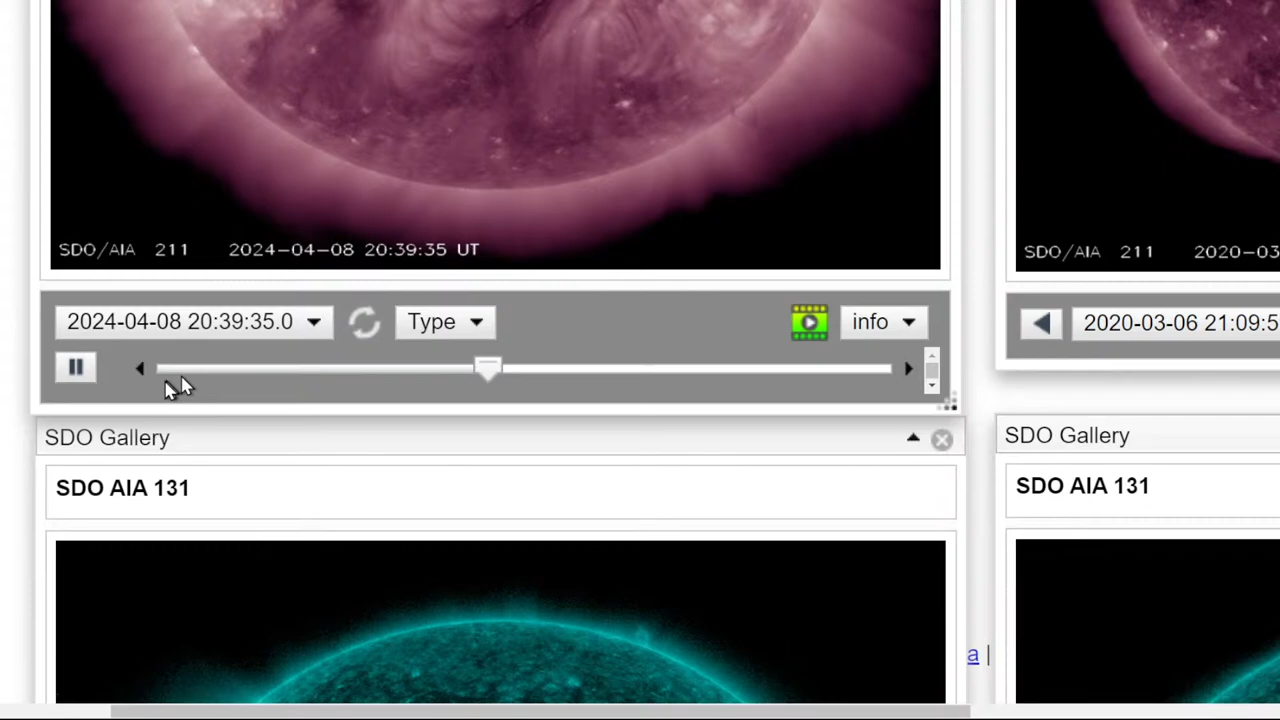 SDO/AIA 211 2024-04-08 20:39:35 UT
SDO/AIA 211 2020-03
2024-04-08 20:39:35.0
Type
info
2020-03-06 21:09:5
SDO Gallery
SDO Gallery
SDO AIA 131
SDO AIA 131
a |